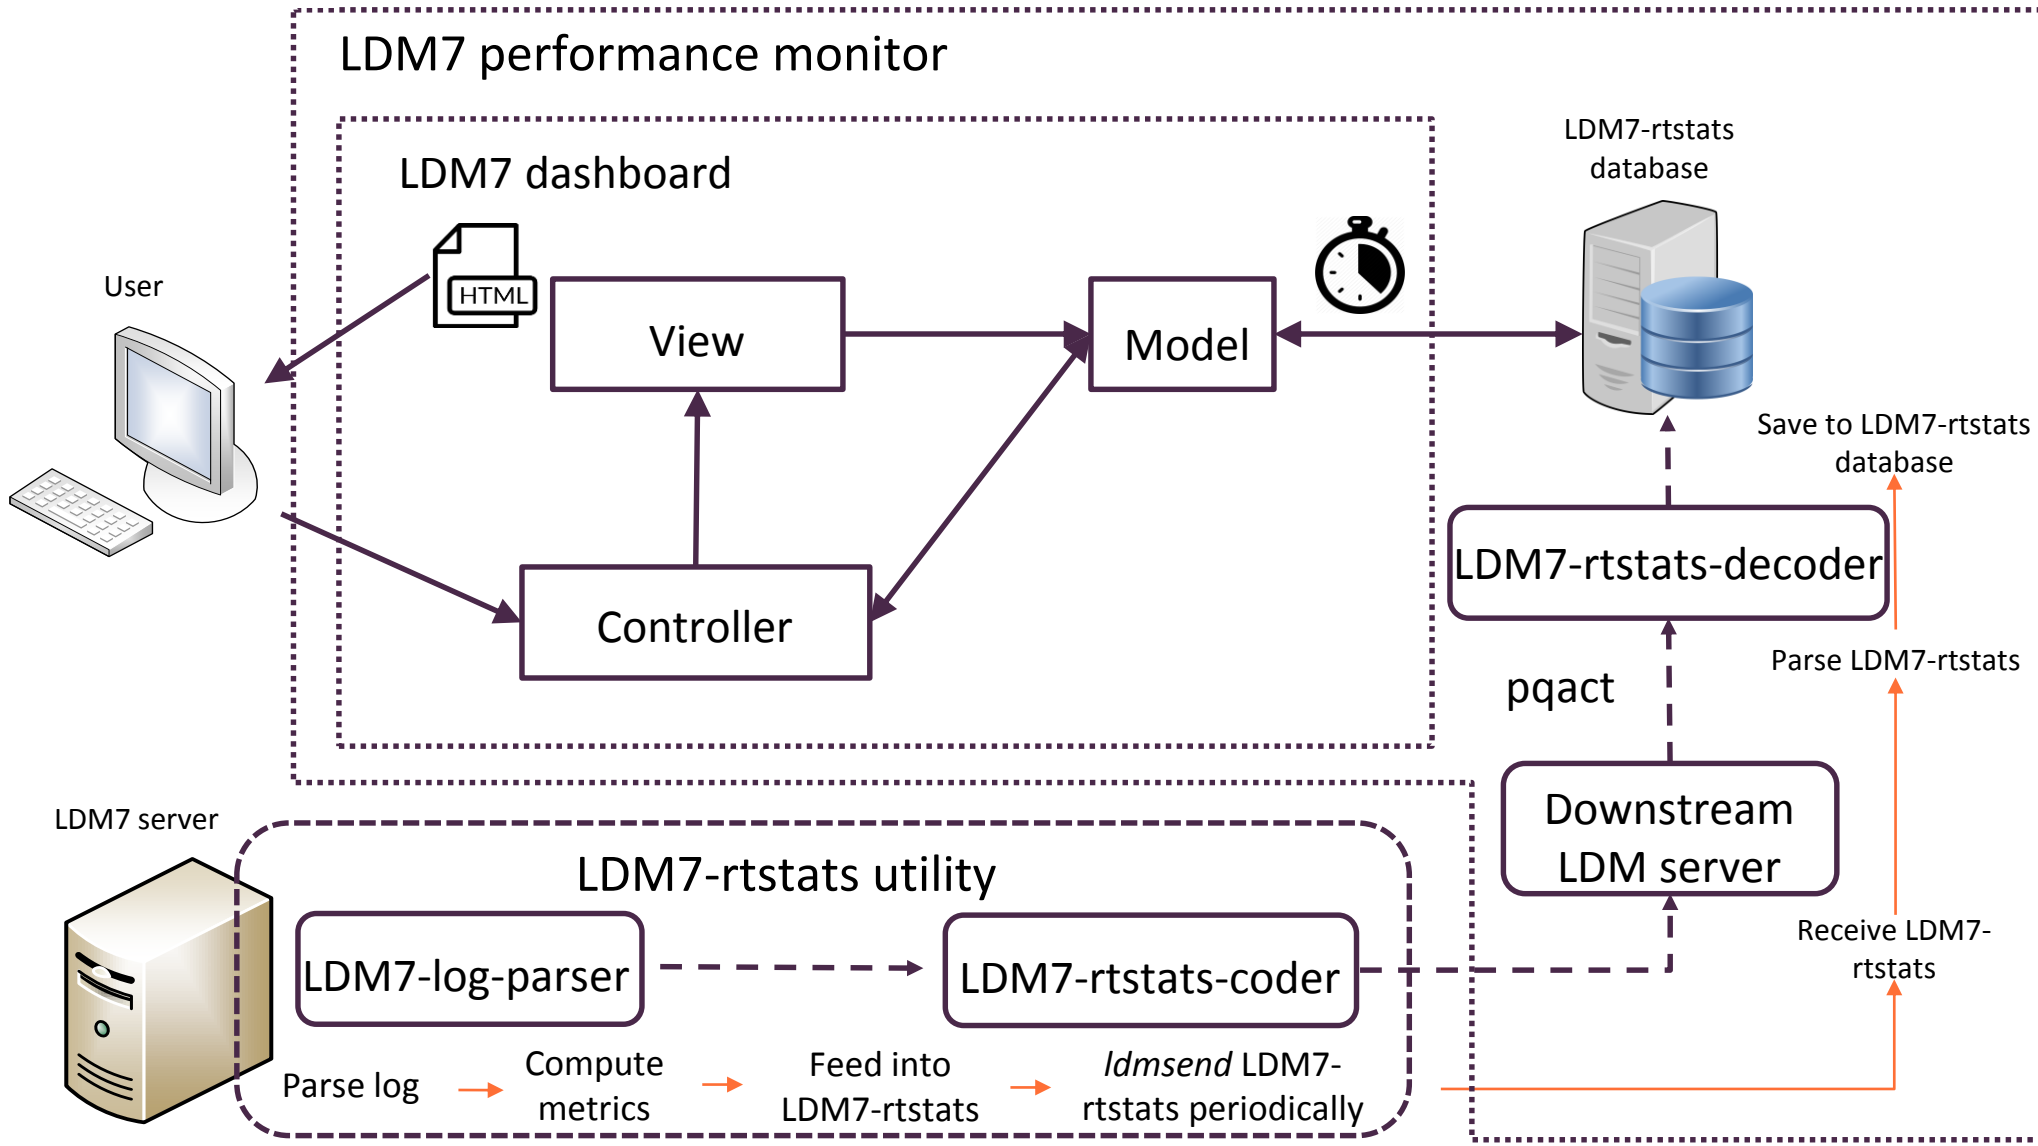 LDM7 performance monitor
LDM7 dashboard
LDM7-rtstats
database
User
HTML
View
Model
Save to LDM7-rtstats
database
LDM7-rtstats-decoder
Controller
Parse LDM7-rtstats
pqact
Downstream
LDM server
LDM7 server
LDM7-rtstats utility
LDM7-log-parser
LDM7-rtstats-coder
Receive LDM7-
rtstats
Parse log
Compute
metrics
Feed into
LDM7-rtstats
ldmsend LDM7-
rtstats periodically